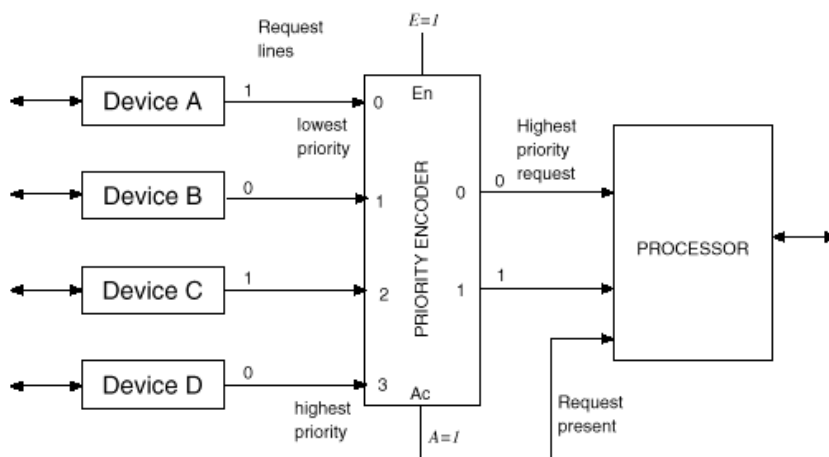 Request
lines
E=1
Device A
1
0
En
lowest
priority
Highest
priority
request
Device B
0
1
PRIORITY ENCODER
0
0
PROCESSOR
Device C
1
2
1
1
Device D
0
3
Ac
highest
priority
A=1
Request
present